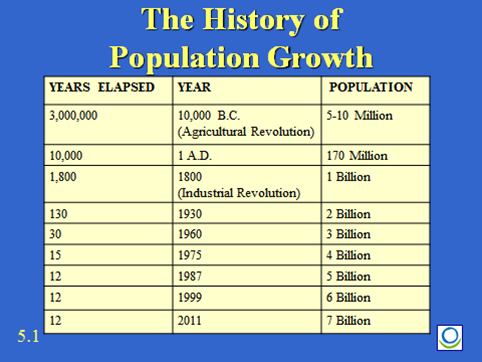 The History of
Population Growth
YEARS ELAPSED YEAR POPULATION
3,000,000 10,000 B.C. 5-10 Million
(Agricultural Revolution)
10,000 1 A.D. 170 Million
1,800 1800 1 Billion
(Industrial Revolution)
130 1930 2 Billion
30 1960 3 Billion
15 1975 4 Billion
12 1987 5 Billion
12 1999 6 Billion
12 2011 7 Billion
5.1